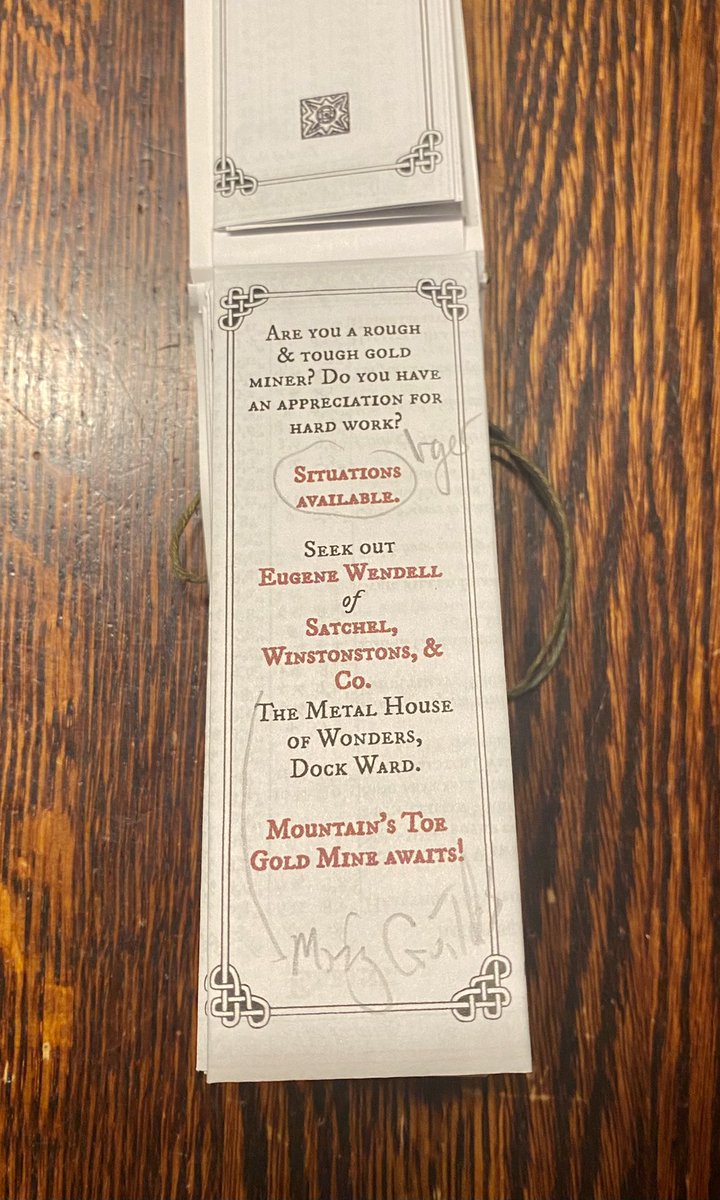 Are you a rough
& tough gold
miner? Do you have
an appreciation for
hard work?
Situations
available.
Seek out
Eugene Wendell
of
Satchel,
Winstonstons, &
Co.
The Metal House
of Wonders,
Dock Ward.
Mountain's Toe
Gold Mine awaits!